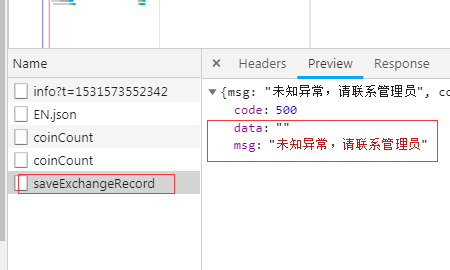 Name
× Headers Preview Response
info?t=1531573552342
EN.json
coinCount
coinCount
saveExchangeRecord
▼{msg: "未知异常，请联系管理员", co
code: 500
data: ""
msg: "未知异常，请联系管理员"